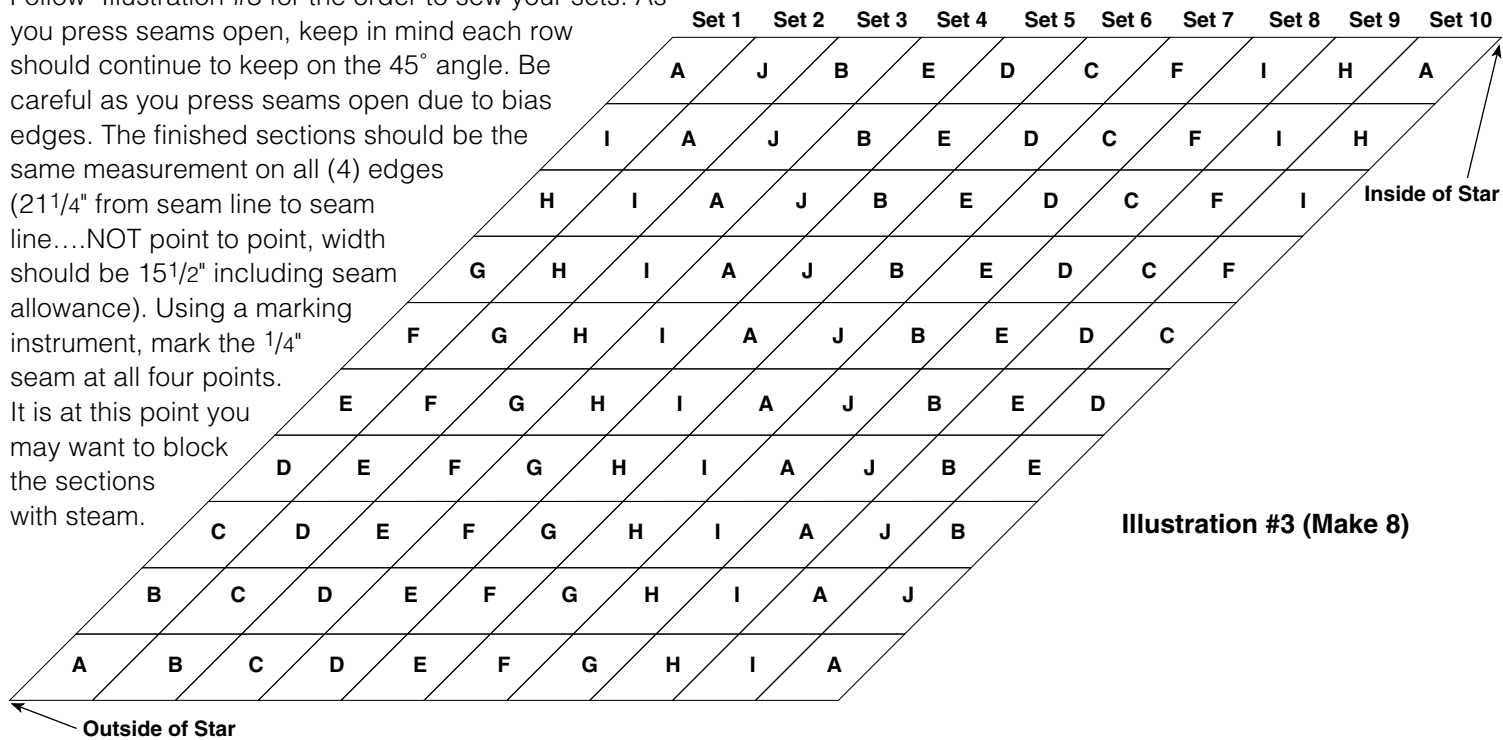 Follow Illustration #3 for the order to sew your sets. As
you press seams open, keep in mind each row
should continue to keep on the 45˚ angle. Be
careful as you press seams open due to bias
edges. The finished sections should be the
same measurement on all (4) edges
(21 1/4" from seam line to seam
line….NOT point to point, width
should be 15 1/2" including seam
allowance). Using a marking
instrument, mark the 1/4"
seam at all four points.
It is at this point you
may want to block
the sections
with steam.
Set 1 Set 2 Set 3 Set 4 Set 5 Set 6 Set 7 Set 8 Set 9 Set 10
A J B E D C F I H A
I A J B E D C F I H
H I A J B E D C F I
Inside of Star
G H I A J B E D C F
F G H I A J B E D C
E F G H I A J B E D
D E F G H I A J B E
C D E F G H I A J B
Illustration #3 (Make 8)
B C D E F G H I A J
A B C D E F G H I A
Outside of Star